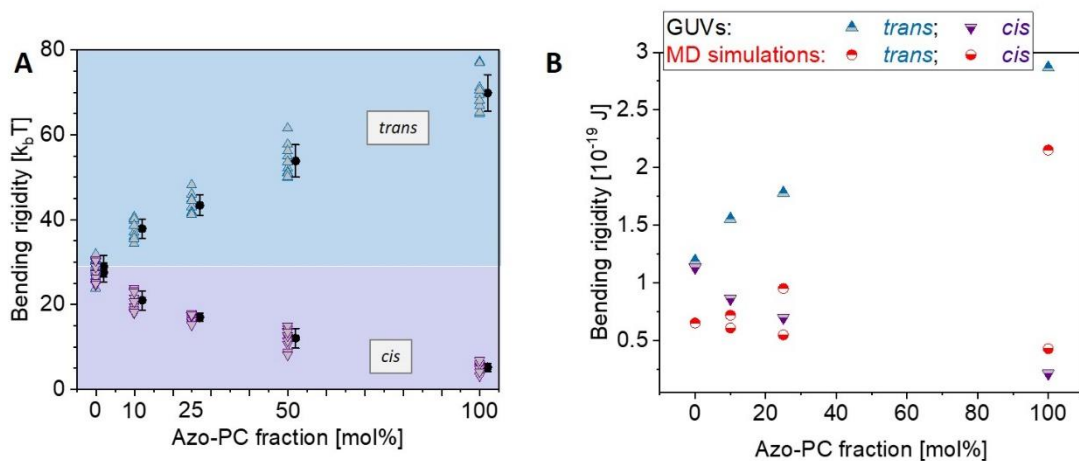 A
80
60
40
20
0
Bending rigidity [k_bT]
trans
cis
0 10 25 50 100
Azo-PC fraction [mol%]
B
GUVs: trans; cis
MD simulations: trans; cis
3
2.5
2
1.5
1
0.5
Bending rigidity [10^-19 J]
0 20 40 60 80 100
Azo-PC fraction [mol%]